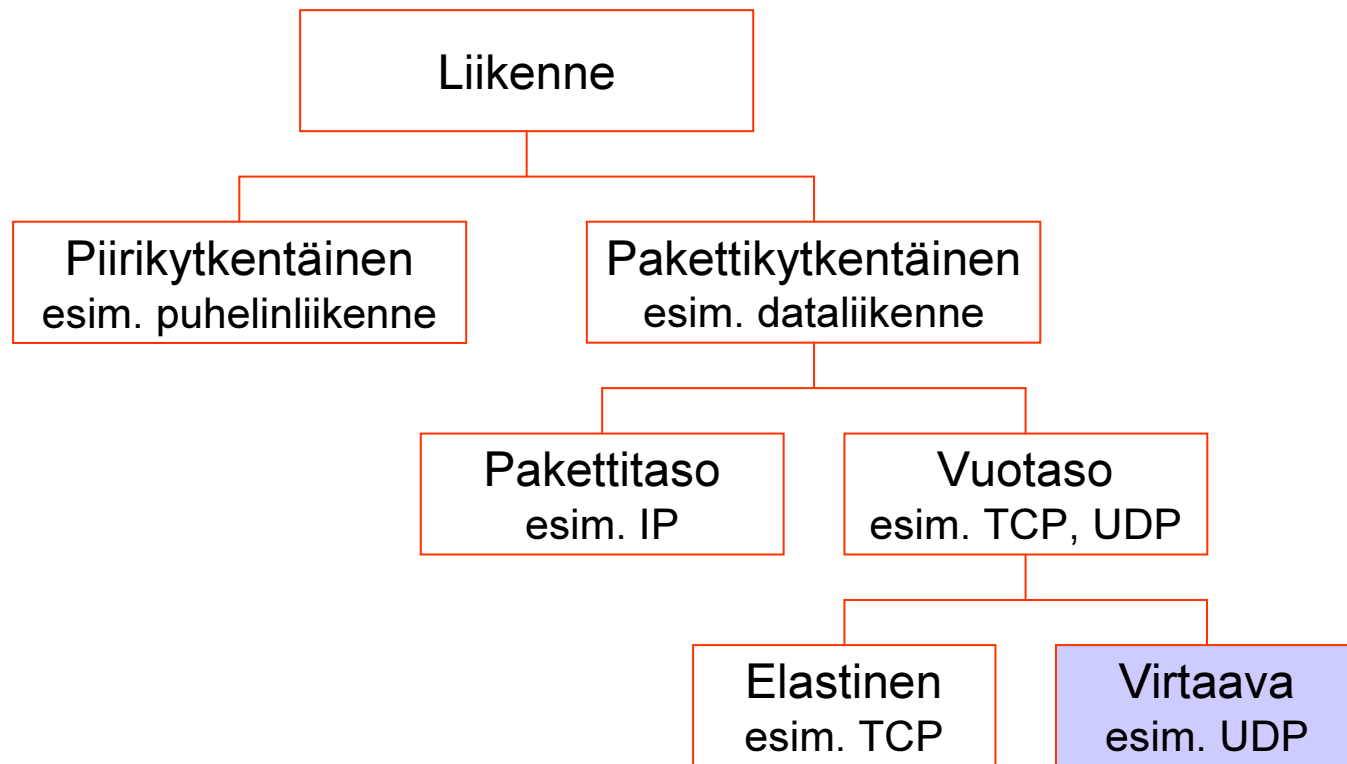 Liikenne
Piirikytkentäinen
esim. puhelinliikenne
Pakettikytkentäinen
esim. dataliikenne
Pakettitaso
esim. IP
Vuotaso
esim. TCP, UDP
Elastinen
esim. TCP
Virtaava
esim. UDP